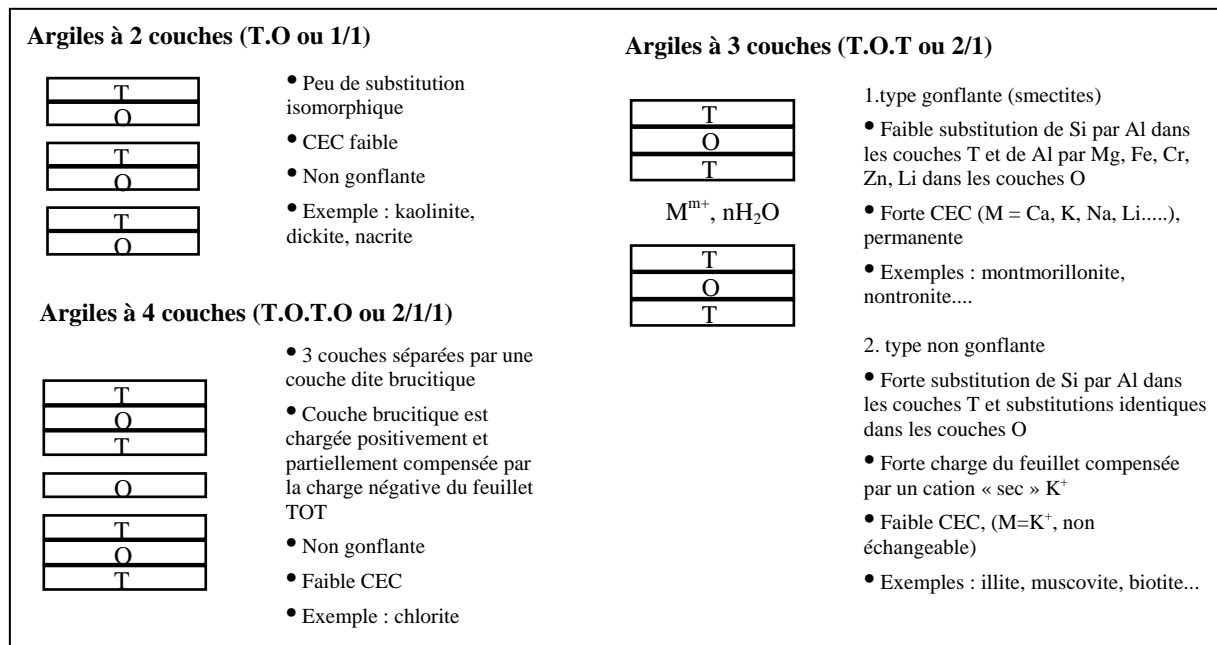 Argiles à 2 couches (T.O ou 1/1)
T
O
T
O
T
O
• Peu de substitution
isomorphique
• CEC faible
• Non gonflante
• Exemple : kaolinite,
dickite, nacrite
Argiles à 4 couches (T.O.T.O ou 2/1/1)
T
O
T
O
T
O
T
• 3 couches séparées par une
couche dite brucitique
• Couche brucitique est
chargée positivement et
partiellement compensée par
la charge négative du feuillet
TOT
• Non gonflante
• Faible CEC
• Exemple : chlorite
Argiles à 3 couches (T.O.T ou 2/1)
T
O
T
Mᵐ⁺, nH₂O
T
O
T
1.type gonflante (smectites)
• Faible substitution de Si par Al dans
les couches T et de Al par Mg, Fe, Cr,
Zn, Li dans les couches O
• Forte CEC (M = Ca, K, Na, Li.....),
permanente
• Exemples : montmorillonite,
nontronite....
2. type non gonflante
• Forte substitution de Si par Al dans
les couches T et substitutions identiques
dans les couches O
• Forte charge du feuillet compensée
par un cation « sec » K⁺
• Faible CEC, (M=K⁺, non
échangeable)
• Exemples : illite, muscovite, biotite...